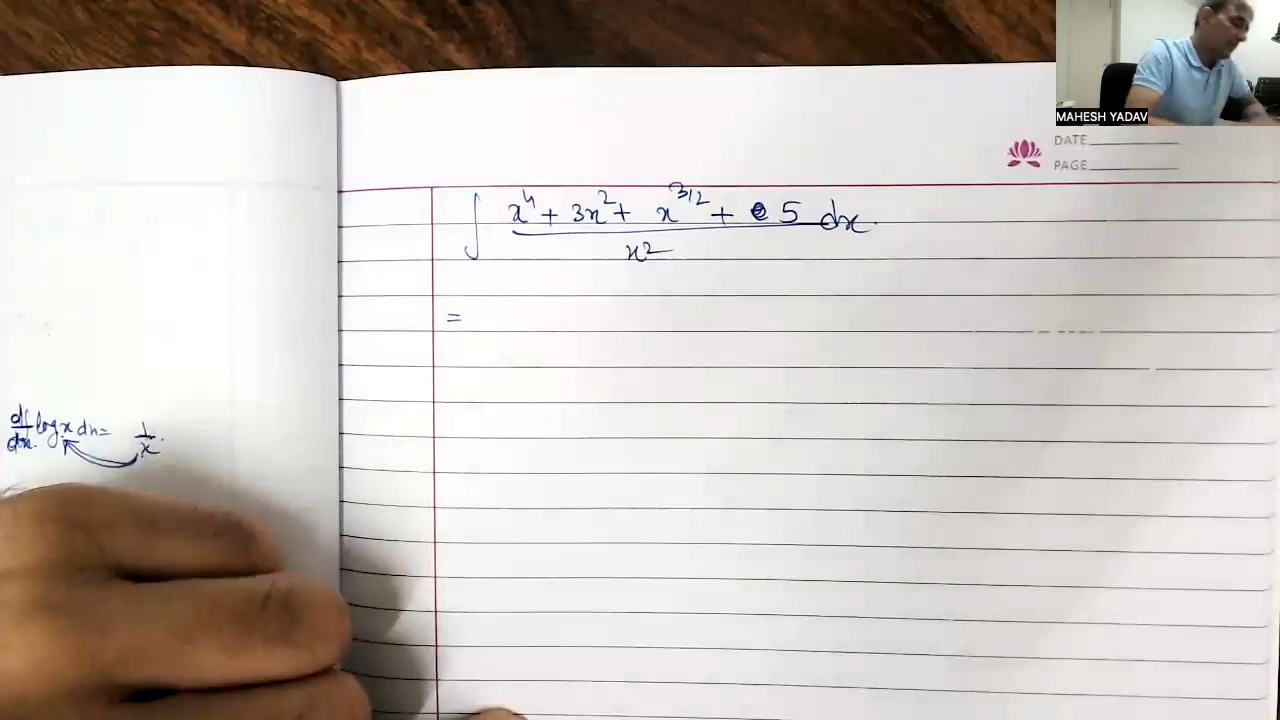 MAHESH YADAV
DATE
PAGE
∫ x⁴ + 3x² + x^3/2 + 5 dx
x²
=
d/dx. log x dx = 1/x.